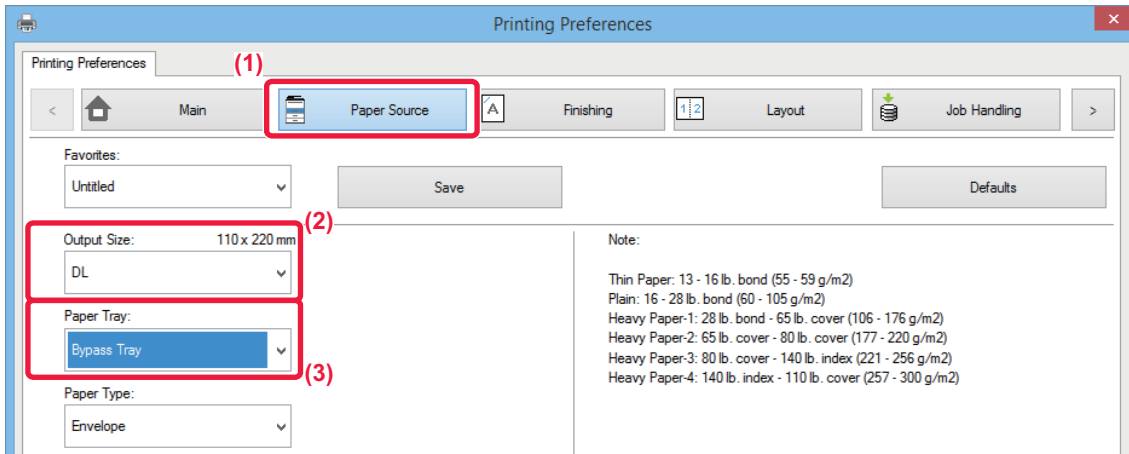 Printing Preferences
×
Printing Preferences
(1)
<
Main
Paper Source
A
Finishing
1 2
Layout
Job Handling
>
Favorites:
Untitled
Save
Defaults
(2)
Output Size: 110 x 220 mm
DL
Paper Tray:
Bypass Tray
(3)
Paper Type:
Envelope
Note:
Thin Paper: 13 - 16 lb. bond (55 - 59 g/m2)
Plain: 16 - 28 lb. bond (60 - 105 g/m2)
Heavy Paper-1: 28 lb. bond - 65 lb. cover (106 - 176 g/m2)
Heavy Paper-2: 65 lb. cover - 80 lb. cover (177 - 220 g/m2)
Heavy Paper-3: 80 lb. cover - 140 lb. index (221 - 256 g/m2)
Heavy Paper-4: 140 lb. index - 110 lb. cover (257 - 300 g/m2)